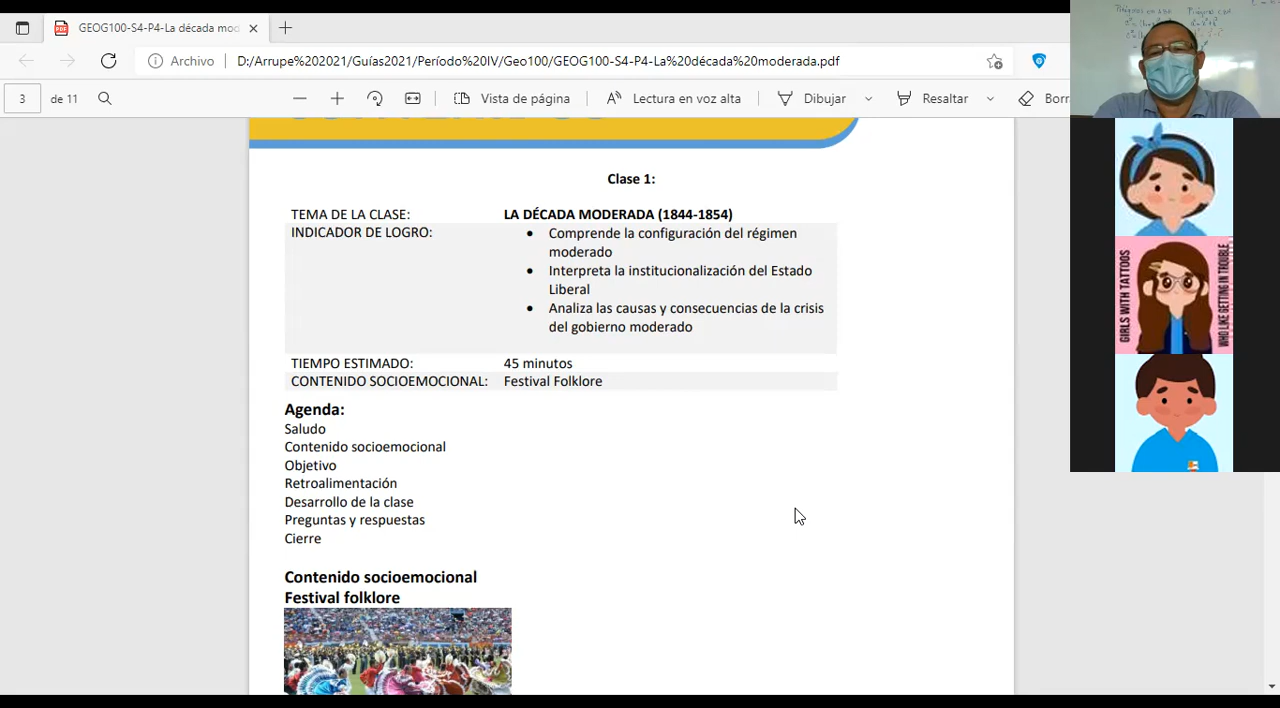 GEOG100-S4-P4-La década mod
Archivo
D:/Arrupe%202021/Guías2021/Período%20IV/Geo100/GEOG100-S4-P4-La%20década%20moderada.pdf
3 de 11
Vista de página
Lectura en voz alta
Dibujar
Resaltar
Borr
Clase 1:
TEMA DE LA CLASE: LA DÉCADA MODERADA (1844-1854)
INDICADOR DE LOGRO: • Comprende la configuración del régimen
moderado
• Interpreta la institucionalización del Estado
Liberal
• Analiza las causas y consecuencias de la crisis
del gobierno moderado
TIEMPO ESTIMADO: 45 minutos
CONTENIDO SOCIOEMOCIONAL: Festival Folklore
Agenda:
Saludo
Contenido socioemocional
Objetivo
Retroalimentación
Desarrollo de la clase
Preguntas y respuestas
Cierre
Contenido socioemocional
Festival folklore
GIRLS WITH TATTOOS
WHO LIKE GETTING IN TROUBLE